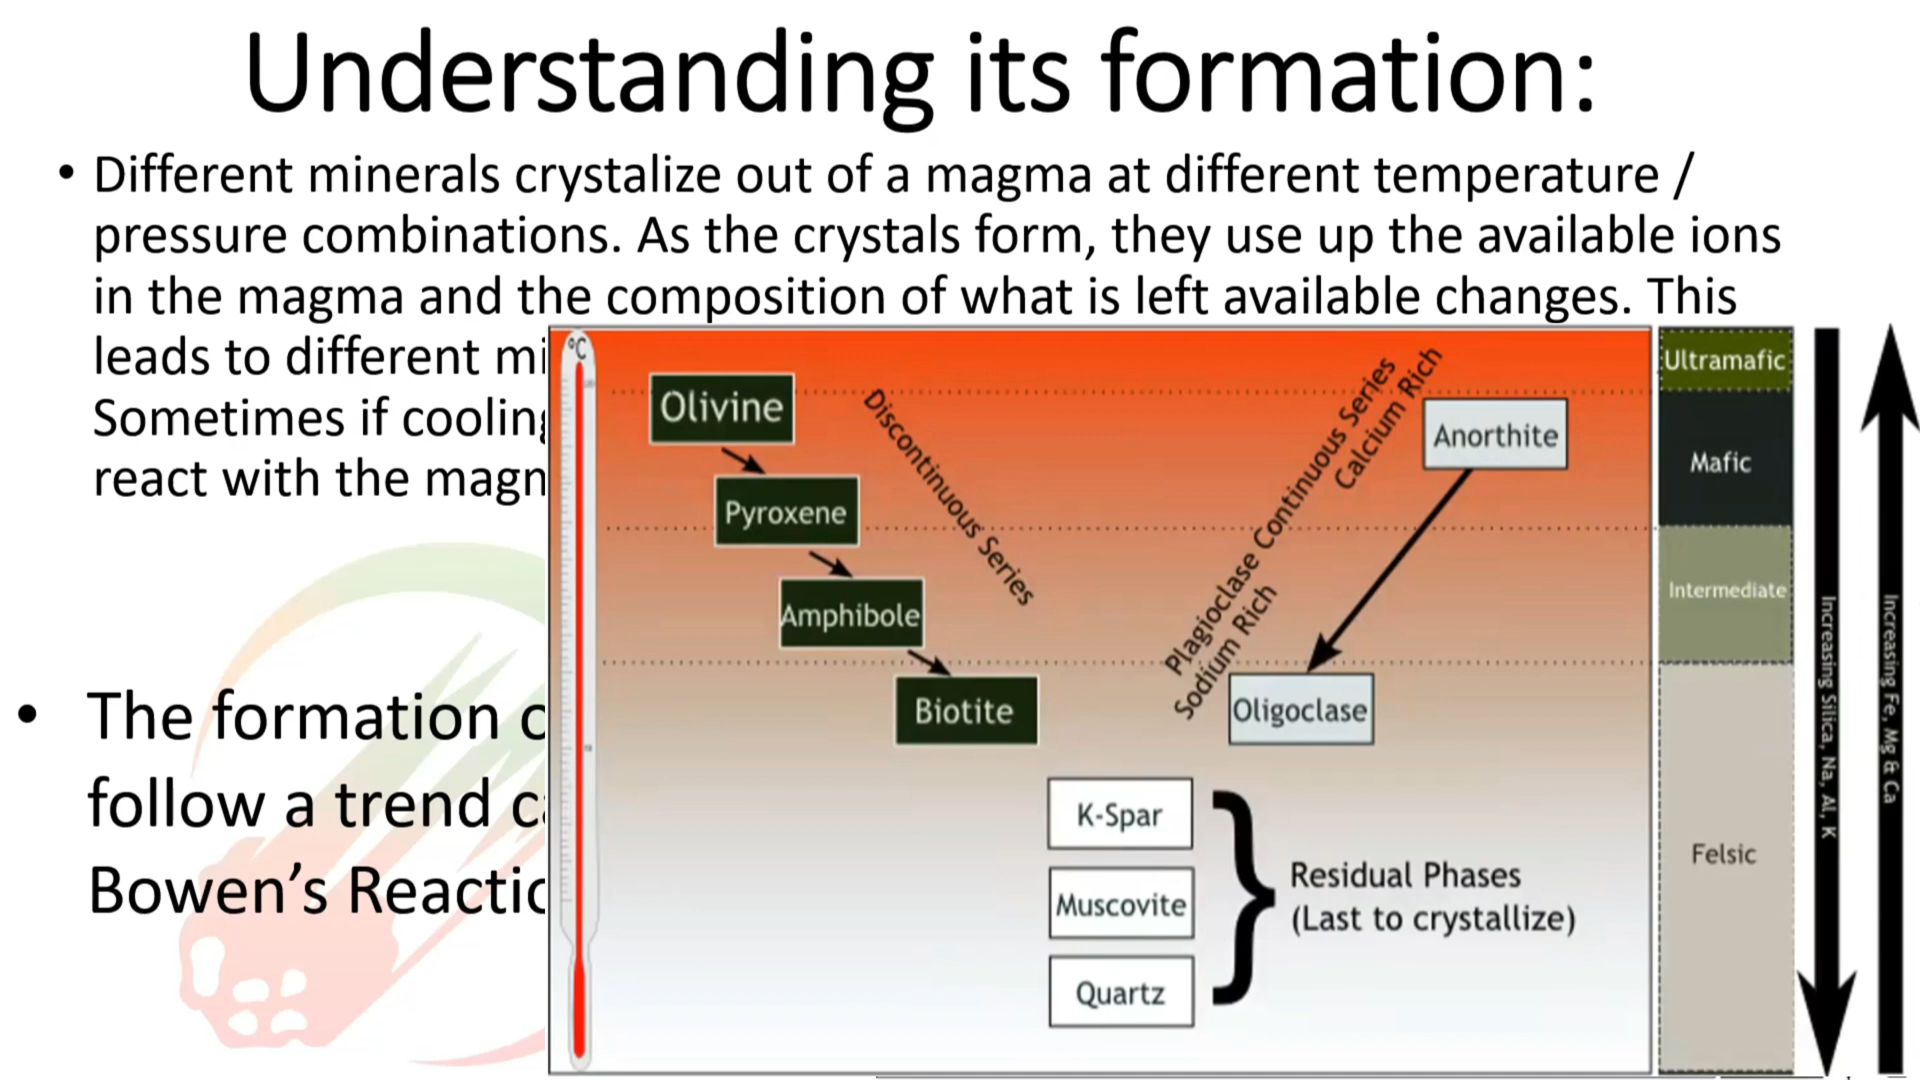 Understanding its formation:
• Different minerals crystalize out of a magma at different temperature /
pressure combinations. As the crystals form, they use up the available ions
in the magma and the composition of what is left available changes. This
leads to different
Sometimes if
react with the
• The formation
follow a trend
Bowen's
°C
Olivine
Pyroxene
Amphibole
Biotite
Discontinuous Series
Plagioclase Continuous Series
Calcium Rich
Sodium Rich
Anorthite
Oligoclase
K-Spar
Muscovite
Quartz
Residual Phases
(Last to crystallize)
Ultramafic
Mafic
Intermediate
Felsic
Increasing Silica, Na, Al, K
Increasing Fe, Mg & Ca